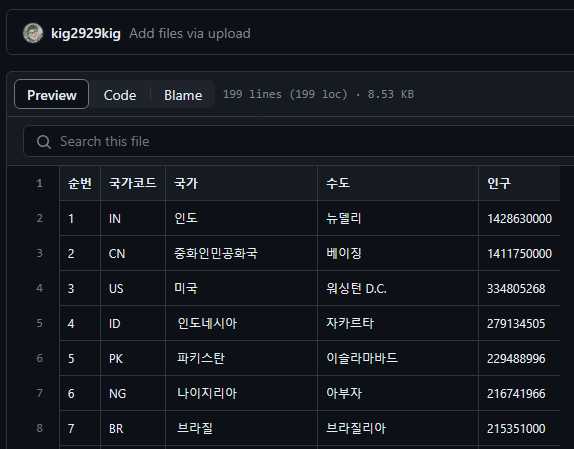 kig2929kig Add files via upload
Preview Code Blame 199 lines (199 loc) · 8.53 KB
Search this file
1 순번 국가코드 국가 수도 인구
2 1 IN 인도 뉴델리 1428630000
3 2 CN 중화인민공화국 베이징 1411750000
4 3 US 미국 워싱턴 D.C. 334805268
5 4 ID 인도네시아 자카르타 279134505
6 5 PK 파키스탄 이슬라마바드 229488996
7 6 NG 나이지리아 아부자 216741966
8 7 BR 브라질 브라질리아 215351000